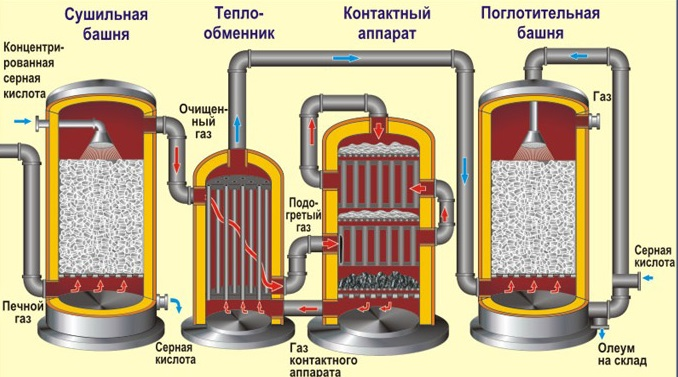 Сушильная
башня
Тепло-
обменник
Контактный
аппарат
Поглотительная
башня
Концентри-
рованная
серная
кислота
Очищен-
ный
газ
Газ
Подо-
гретый
газ
Серная
кислота
Печной
газ
Серная
кислота
Газ
контактного
аппарата
Олеум
на склад